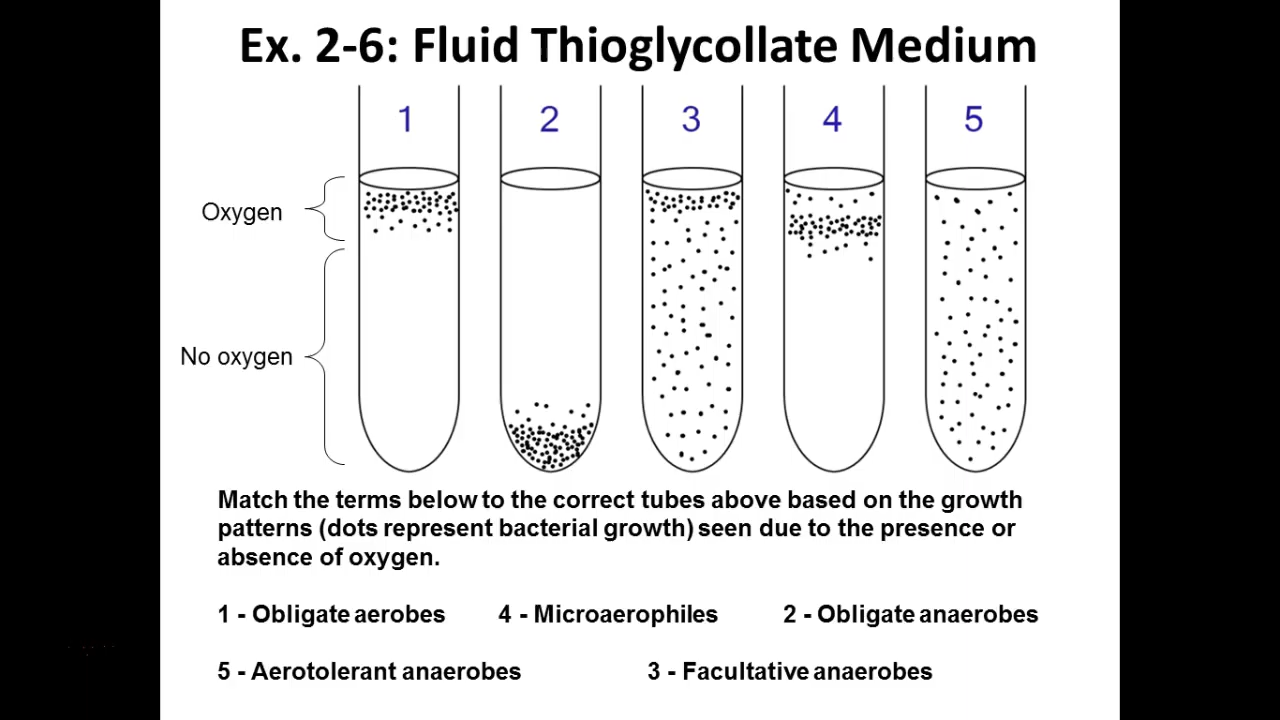 Ex. 2-6: Fluid Thioglycollate Medium
1 2 3 4 5
Oxygen
No oxygen
Match the terms below to the correct tubes above based on the growth
patterns (dots represent bacterial growth) seen due to the presence or
absence of oxygen.
1 - Obligate aerobes 4 - Microaerophiles 2 - Obligate anaerobes
5 - Aerotolerant anaerobes 3 - Facultative anaerobes